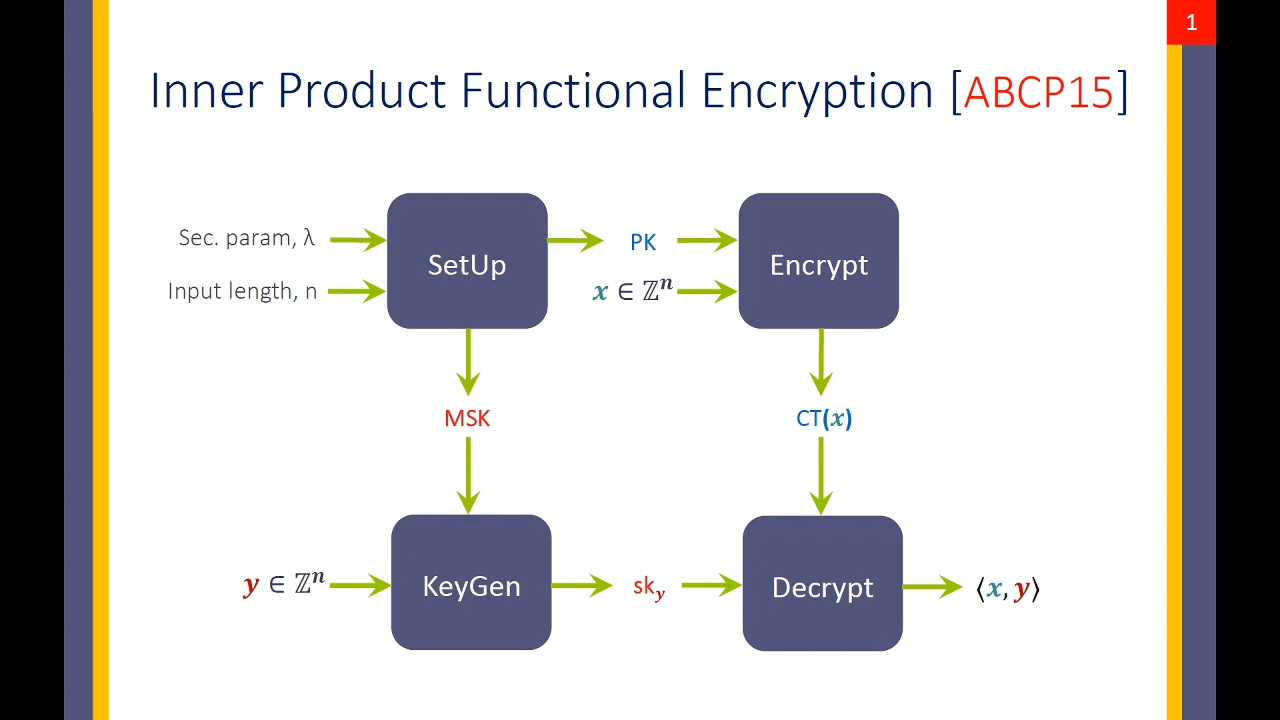 1
Inner Product Functional Encryption [ABCP15]
Sec. param, λ
Input length, n
SetUp
PK
x ∈ ℤⁿ
Encrypt
MSK
CT(x)
y ∈ ℤⁿ
KeyGen
sk_y
Decrypt
⟨x, y⟩